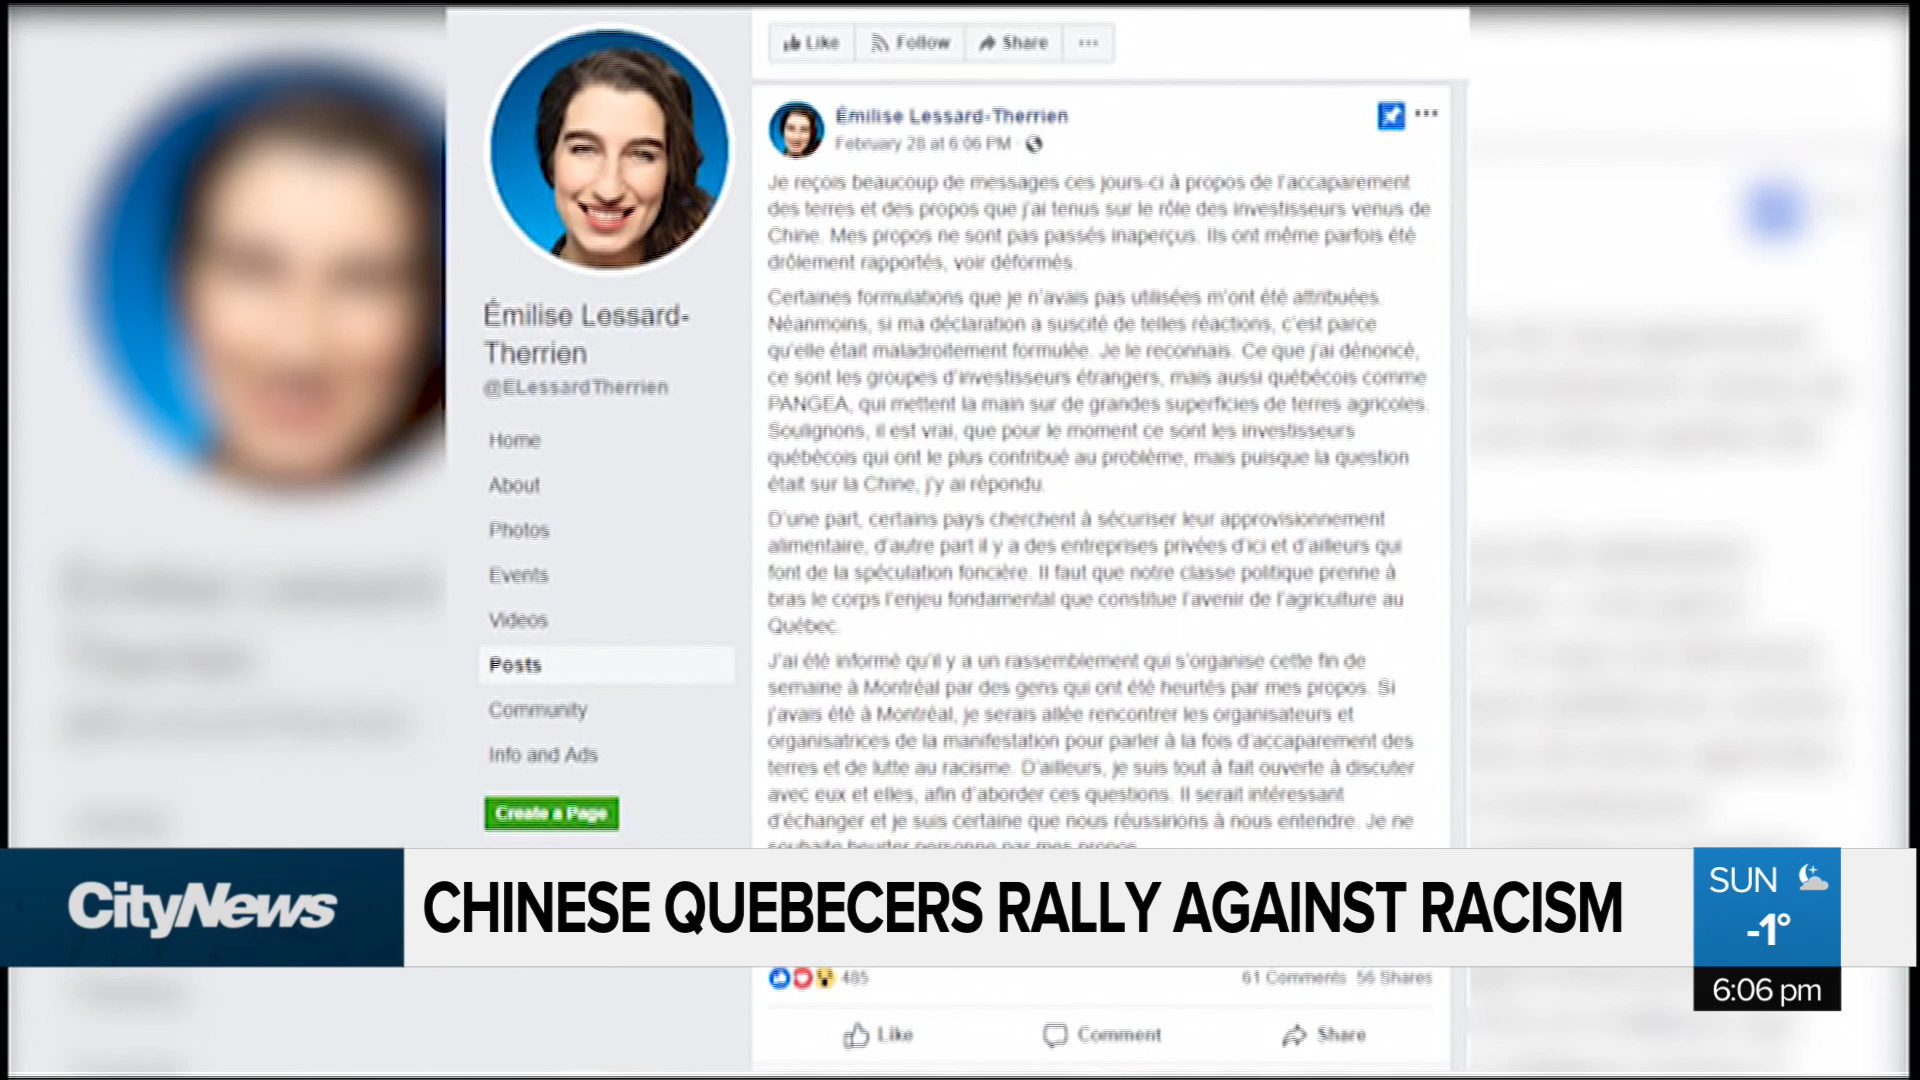 Like Follow Share
Émilise Lessard-Therrien
February 28 at 6:06 PM
Je reçois beaucoup de messages ces jours-ci à propos de l'accaparement
des terres et des propos que j'ai tenus sur le rôle des investisseurs venus de
Chine. Mes propos ne sont pas passés inaperçus. Ils ont même parfois été
drôlement rapportés, voir déformés.
Certaines formulations que je n'avais pas utilisées m'ont été attribuées.
Néanmoins, si ma déclaration a suscité de telles réactions, c'est parce
qu'elle était maladroitement formulée. Je le reconnais. Ce que j'ai dénoncé,
ce sont les groupes d'investisseurs étrangers, mais aussi québécois comme
PANGEA, qui mettent la main sur de grandes superficies de terres agricoles.
Soulignons, il est vrai, que pour le moment ce sont les investisseurs
québécois qui ont le plus contribué au problème, mais puisque la question
était sur la Chine, j'y ai répondu.
D'une part, certains pays cherchent à sécuriser leur approvisionnement
alimentaire, d'autre part il y a des entreprises privées d'ici et d'ailleurs qui
font de la spéculation foncière. Il faut que notre classe politique prenne à
bras le corps l'enjeu fondamental que constitue l'avenir de l'agriculture au
Québec.
J'ai été informé qu'il y a un rassemblement qui s'organise cette fin de
semaine à Montréal par des gens qui ont été heurtés par mes propos. Si
j'avais été à Montréal, je serais allée rencontrer les organisateurs et
organisatrices de la manifestation pour parler à la fois d'accaparement des
terres et de lutte au racisme. D'ailleurs, je suis tout à fait ouverte à discuter
avec eux et elles, afin d'aborder ces questions. Il serait intéressant
d'échanger et je suis certaine que nous réussirions à nous entendre. Je ne
souhaite heurter personne par mes propos.
Émilise Lessard-
Therrien
@ELessardTherrien
Home
About
Photos
Events
Videos
Posts
Community
Info and Ads
Create a Page
CityNews
CHINESE QUEBECERS RALLY AGAINST RACISM
SUN
-1°
6:06 pm
485 61 Comments 56 Shares
Like Comment Share